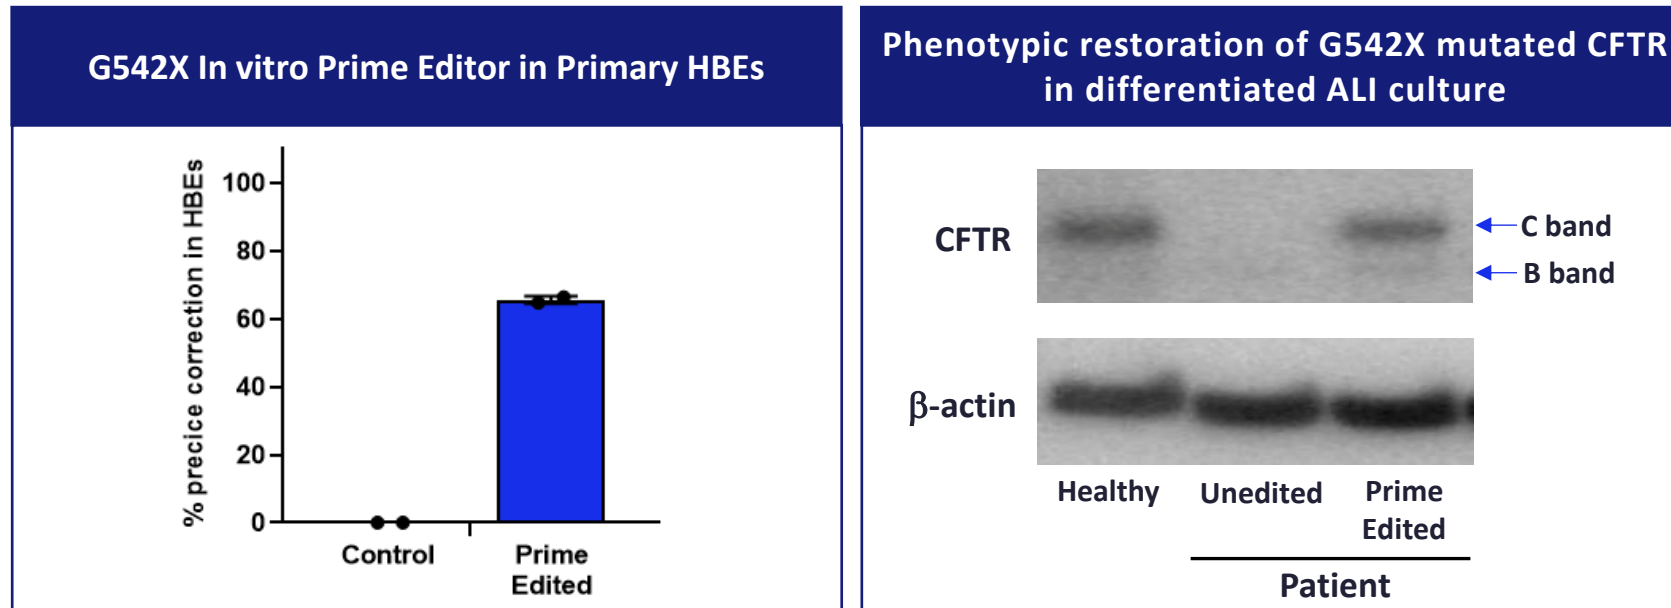 G542X In vitro Prime Editor in Primary HBEs
% precice correction in HBEs
100
80
60
40
20
0
Control
Prime
Edited
Phenotypic restoration of G542X mutated CFTR
in differentiated ALI culture
CFTR
C band
B band
β-actin
Healthy
Unedited
Prime
Edited
Patient